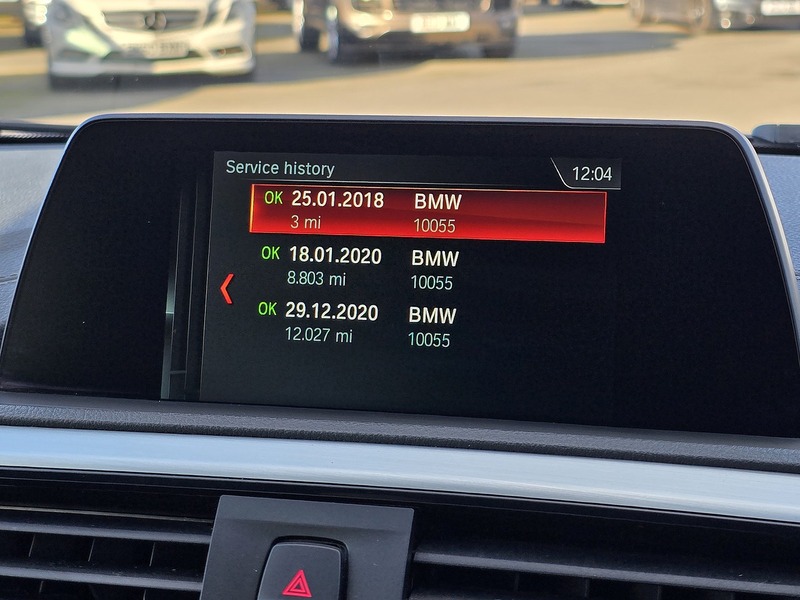 Service history
12:04
OK 25.01.2018 BMW
3 mi 10055
OK 18.01.2020 BMW
8.803 mi 10055
OK 29.12.2020 BMW
12.027 mi 10055